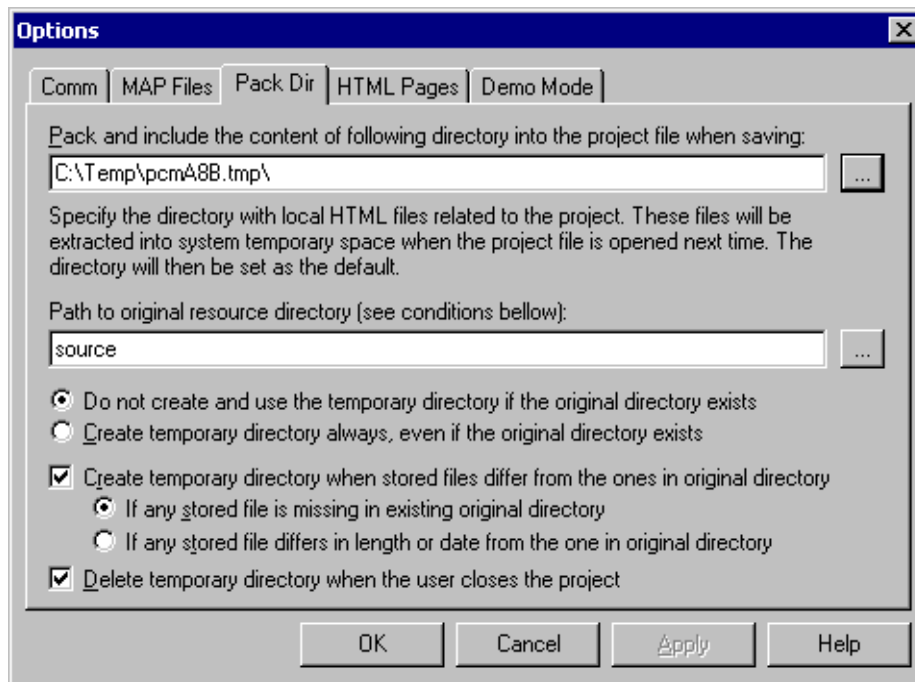 Options
Comm MAP Files Pack Dir HTML Pages Demo Mode
Pack and include the content of following directory into the project file when saving:
C:\Temp\pcmA8B.tmp\ ...
Specify the directory with local HTML files related to the project. These files will be
extracted into system temporary space when the project file is opened next time. The
directory will then be set as the default.
Path to original resource directory (see conditions bellow):
source ...
Do not create and use the temporary directory if the original directory exists
Create temporary directory always, even if the original directory exists
Create temporary directory when stored files differ from the ones in original directory
If any stored file is missing in existing original directory
If any stored file differs in length or date from the one in original directory
Delete temporary directory when the user closes the project
OK Cancel Apply Help